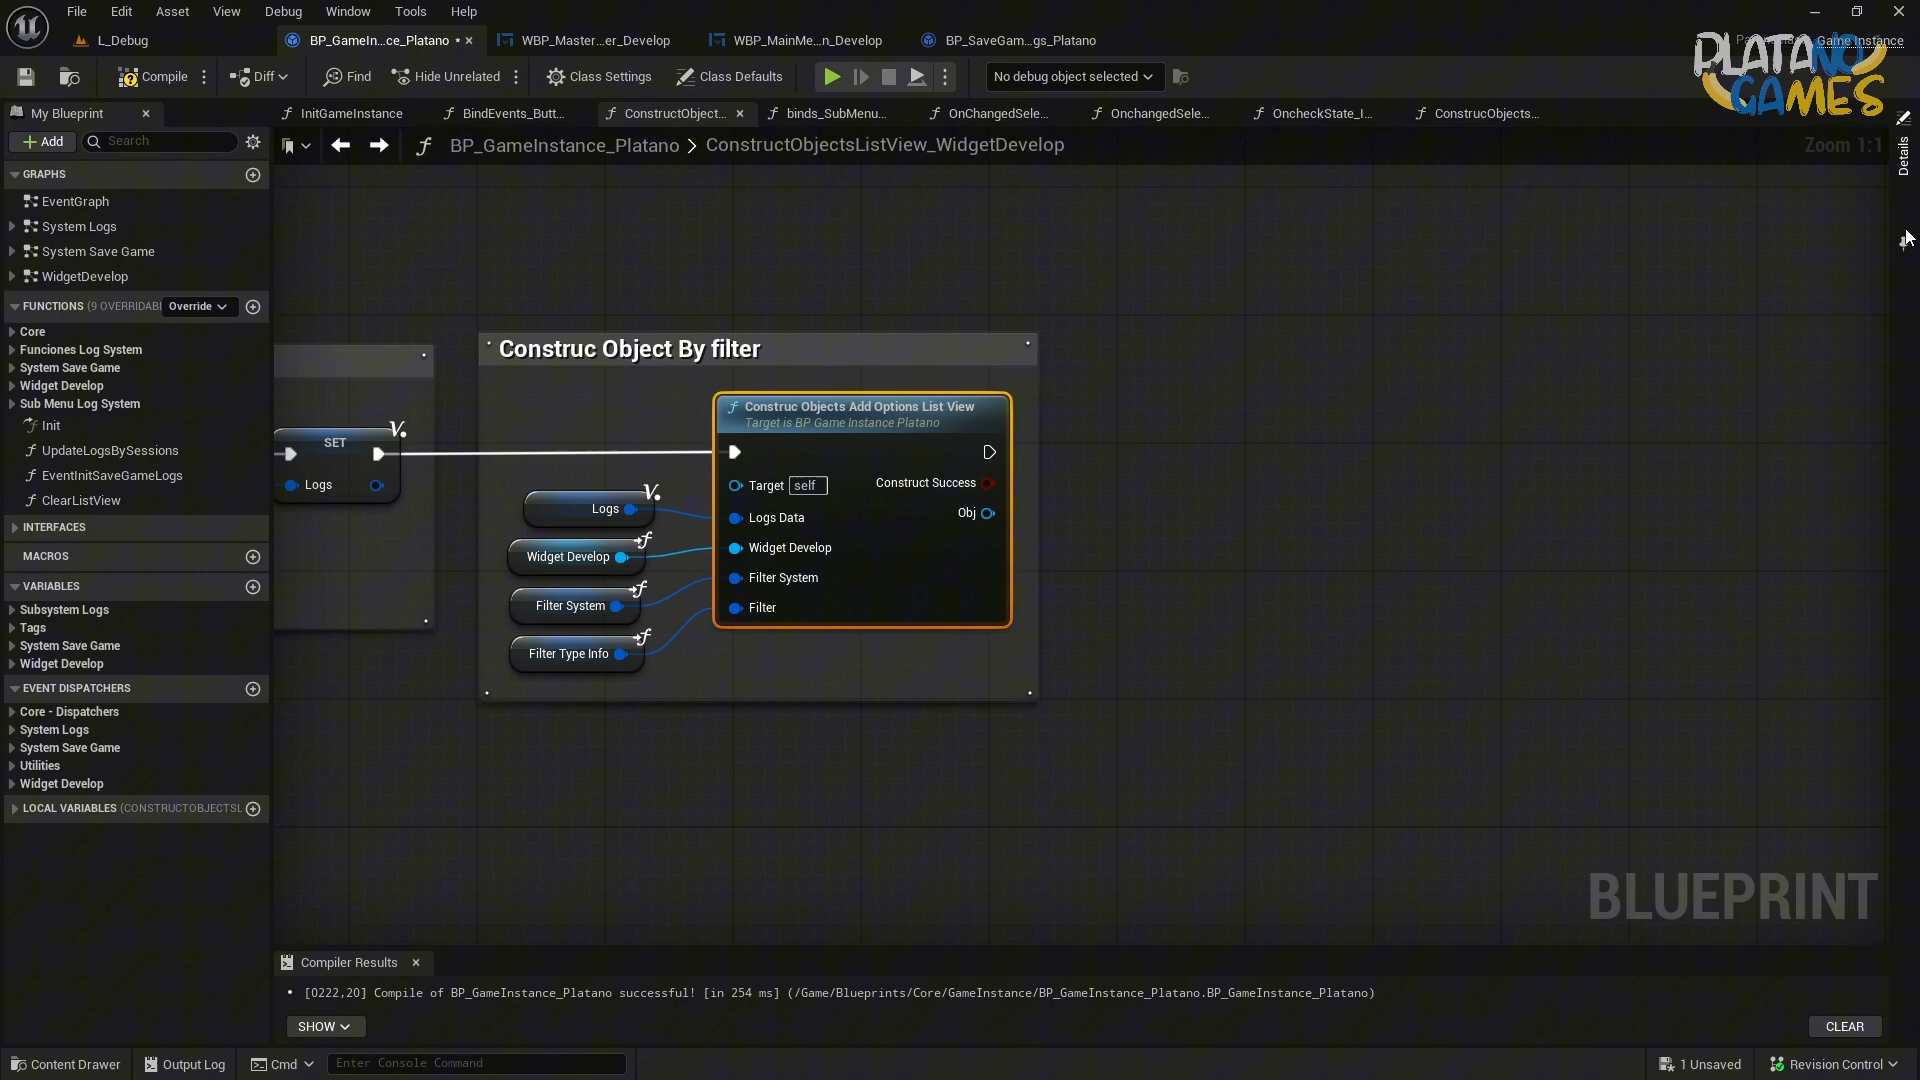 File Edit Asset View Debug Window Tools Help
L_Debug
BP_GameIn...ce_Platano
WBP_Master...er_Develop
WBP_MainMe...n_Develop
BP_SaveGam...gs_Platano
Game Instance
PLATANO
GAMES
Compile
Diff
Find
Hide Unrelated
Class Settings
Class Defaults
No debug object selected
My Blueprint
InitGameInstance
BindEvents_Butt...
ConstructObject...
binds_SubMenu...
OnChangedSele...
OnchangedSele...
OncheckState_I...
ConstructObjects...
Add
Search
BP_GameInstance_Platano > ConstructObjectsListView_WidgetDevelop
Zoom 1:1
Details
GRAPHS
EventGraph
System Logs
System Save Game
WidgetDevelop
FUNCTIONS (9 OVERRIDABL
Override
Core
Funciones Log System
System Save Game
Widget Develop
Sub Menu Log System
Init
UpdateLogsBySessions
EventInitSaveGameLogs
ClearListView
INTERFACES
MACROS
VARIABLES
Subsystem Logs
Tags
System Save Game
Widget Develop
EVENT DISPATCHERS
Core - Dispatchers
System Logs
System Save Game
Utilities
Widget Develop
LOCAL VARIABLES (CONSTRUCTOBJECTSL
SET
Logs
Construc Object By filter
Construc Objects Add Options List View
Target is BP Game Instance Platano
Target self
Construct Success
Logs
Logs Data
Obj
Widget Develop
Widget Develop
Filter System
Filter System
Filter Type Info
Filter
BLUEPRINT
Compiler Results
[0222,20] Compile of BP_GameInstance_Platano successful! [in 254 ms] (/Game/Blueprints/Core/GameInstance/BP_GameInstance_Platano.BP_GameInstance_Platano)
SHOW
CLEAR
Content Drawer
Output Log
Cmd
Enter Console Command
1 Unsaved
Revision Control